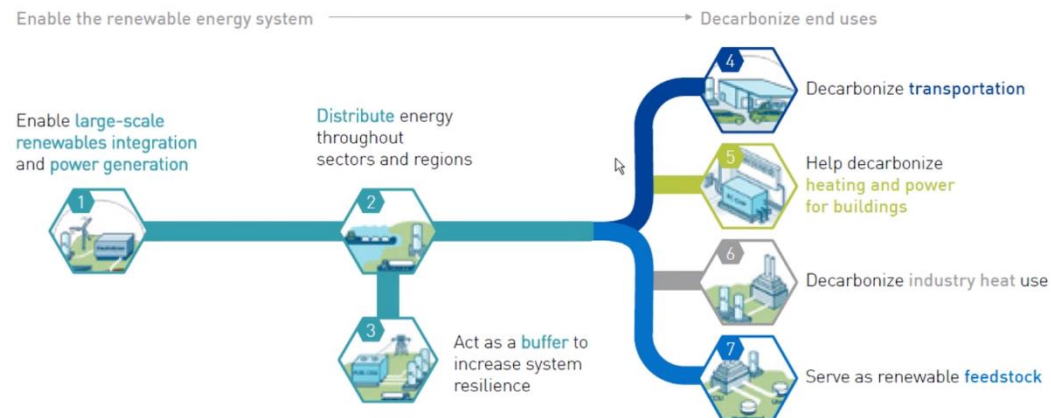 Enable the renewable energy system
Decarbonize end uses
Enable large-scale
renewables integration
and power generation
1
Distribute energy
throughout
sectors and regions
2
3
Act as a buffer to
increase system
resilience
4
Decarbonize transportation
5
Help decarbonize
heating and power
for buildings
6
Decarbonize industry heat use
7
Serve as renewable feedstock